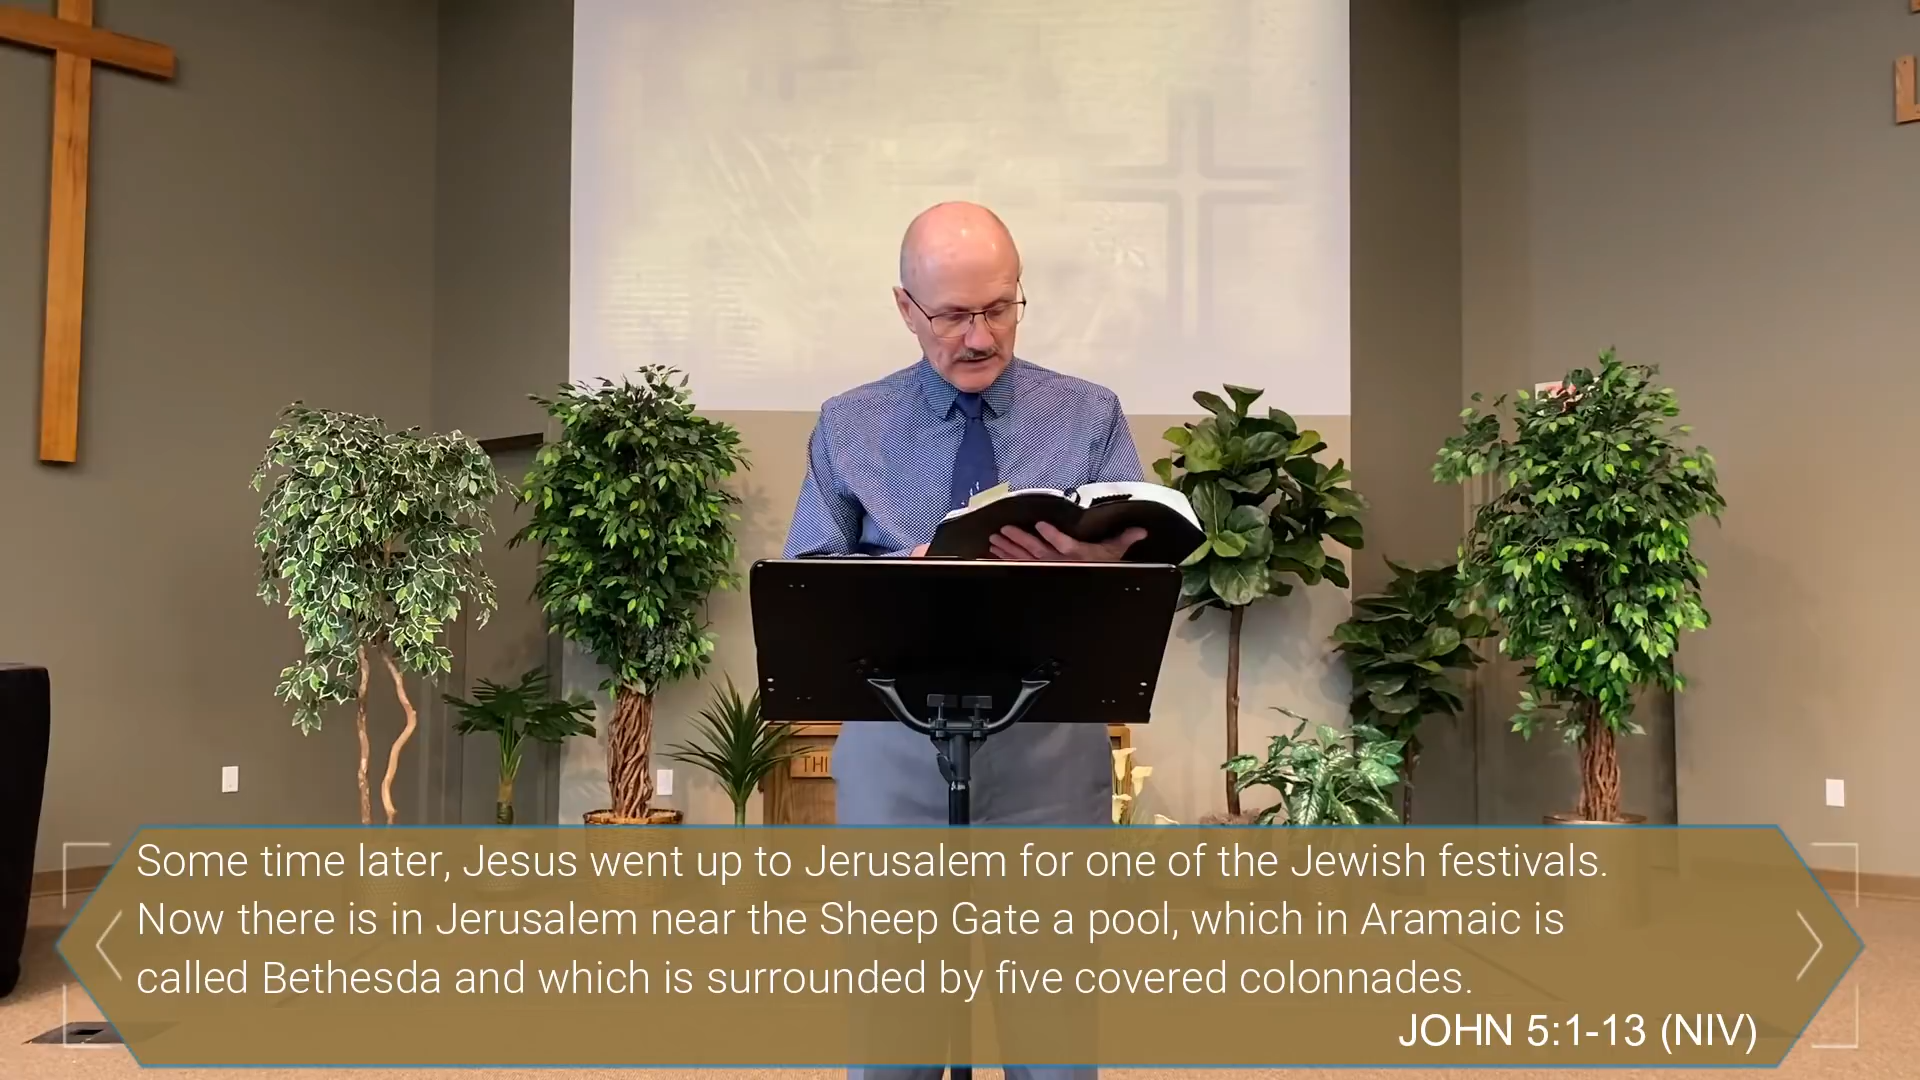 THI
Some time later, Jesus went up to Jerusalem for one of the Jewish festivals.
Now there is in Jerusalem near the Sheep Gate a pool, which in Aramaic is
called Bethesda and which is surrounded by five covered colonnades.
JOHN 5:1-13 (NIV)